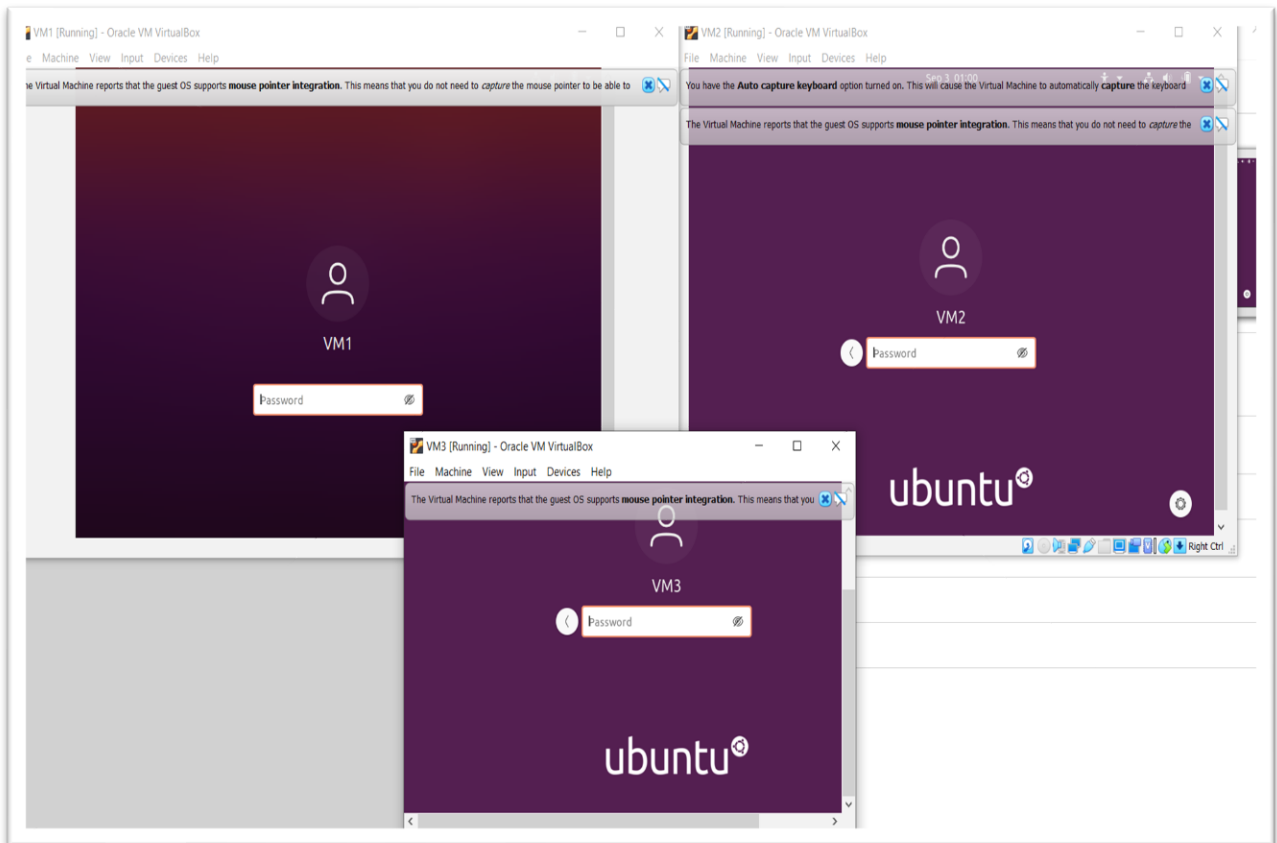 VM1 [Running] - Oracle VM VirtualBox
e Machine View Input Devices Help
ne Virtual Machine reports that the guest OS supports mouse pointer integration. This means that you do not need to capture the mouse pointer to be able to
VM1
Password
VM2 [Running] - Oracle VM VirtualBox
File Machine View Input Devices Help
Sep 3 01:00
You have the Auto capture keyboard option turned on. This will cause the Virtual Machine to automatically capture the keyboard
The Virtual Machine reports that the guest OS supports mouse pointer integration. This means that you do not need to capture the
VM2
Password
ubuntu
Right Ctrl
VM3 [Running] - Oracle VM VirtualBox
File Machine View Input Devices Help
The Virtual Machine reports that the guest OS supports mouse pointer integration. This means that you
VM3
Password
ubuntu